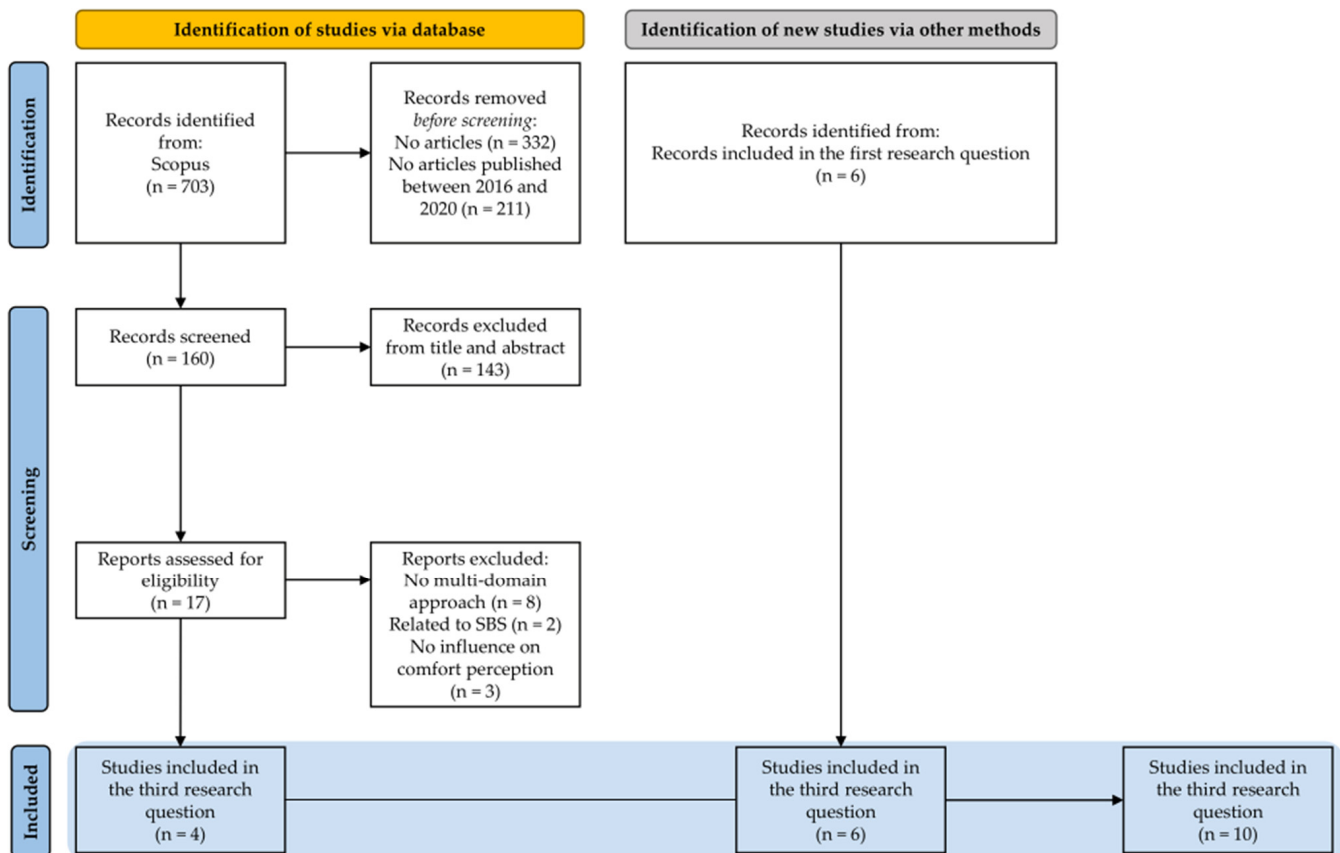 Identification of studies via database
Identification of new studies via other methods
Identification
Records identified
from:
Scopus
(n = 703)
Records removed
before screening:
No articles (n = 332)
No articles published
between 2016 and
2020 (n = 211)
Records identified from:
Records included in the first research question
(n = 6)
Screening
Records screened
(n = 160)
Records excluded
from title and abstract
(n = 143)
Reports assessed for
eligibility
(n = 17)
Reports excluded:
No multi-domain
approach (n = 8)
Related to SBS (n = 2)
No influence on
comfort perception
(n = 3)
Included
Studies included in
the third research
question
(n = 4)
Studies included in
the third research
question
(n = 6)
Studies included in
the third research
question
(n = 10)